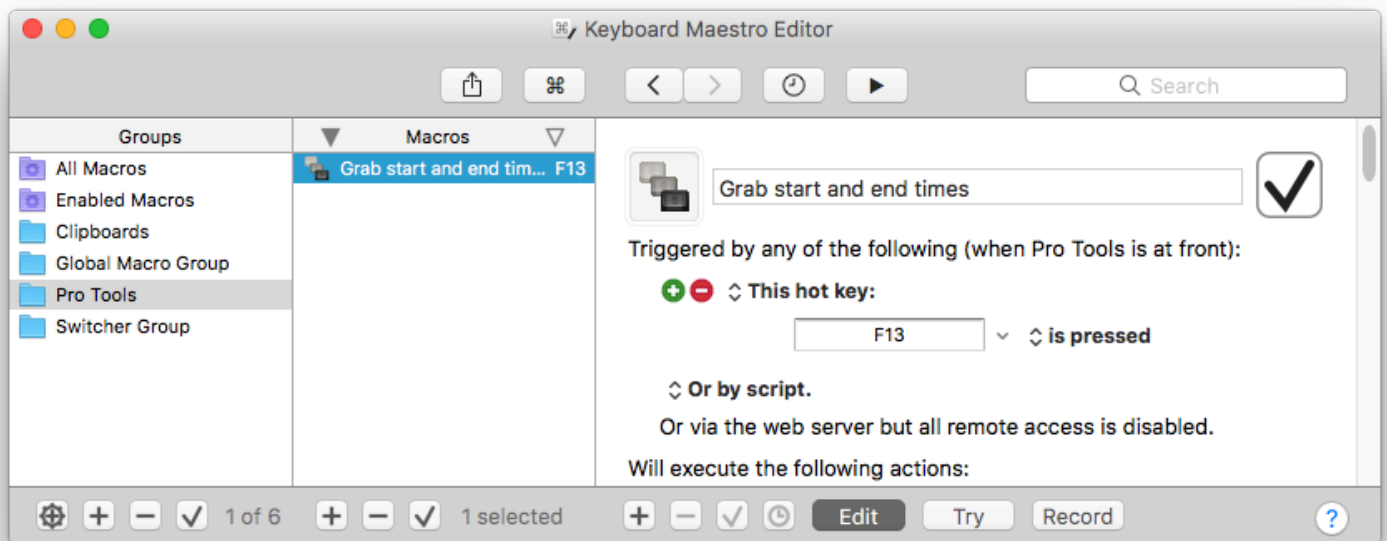 Keyboard Maestro Editor
Search
Groups
All Macros
Enabled Macros
Clipboards
Global Macro Group
Pro Tools
Switcher Group
1 of 6
Macros
Grab start and end tim... F13
1 selected
Grab start and end times
Triggered by any of the following (when Pro Tools is at front):
This hot key:
F13 is pressed
Or by script.
Or via the web server but all remote access is disabled.
Will execute the following actions:
Edit Try Record ?